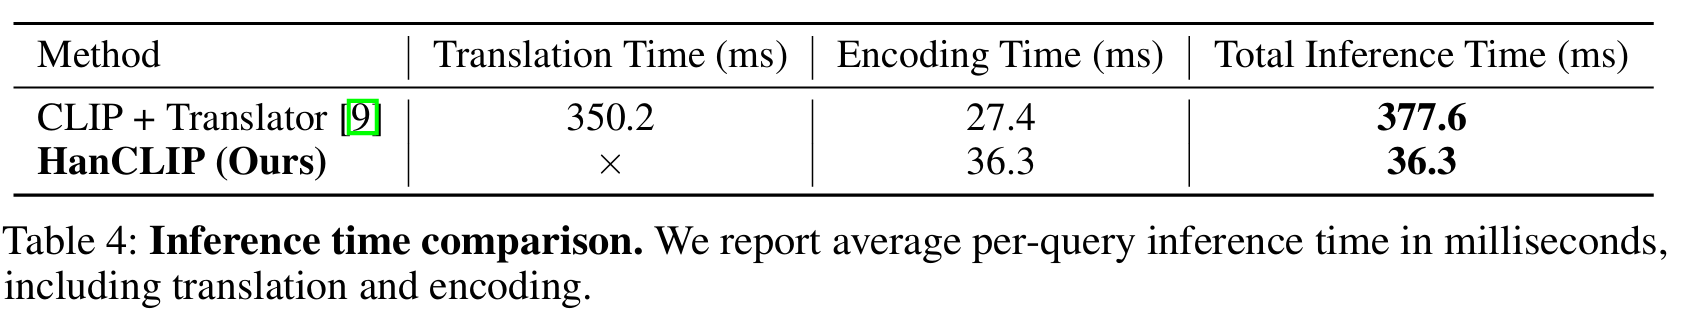 Method Translation Time (ms) Encoding Time (ms) Total Inference Time (ms)
CLIP + Translator [9] 350.2 27.4 377.6
HanCLIP (Ours) × 36.3 36.3
Table 4: Inference time comparison. We report average per-query inference time in milliseconds,
including translation and encoding.